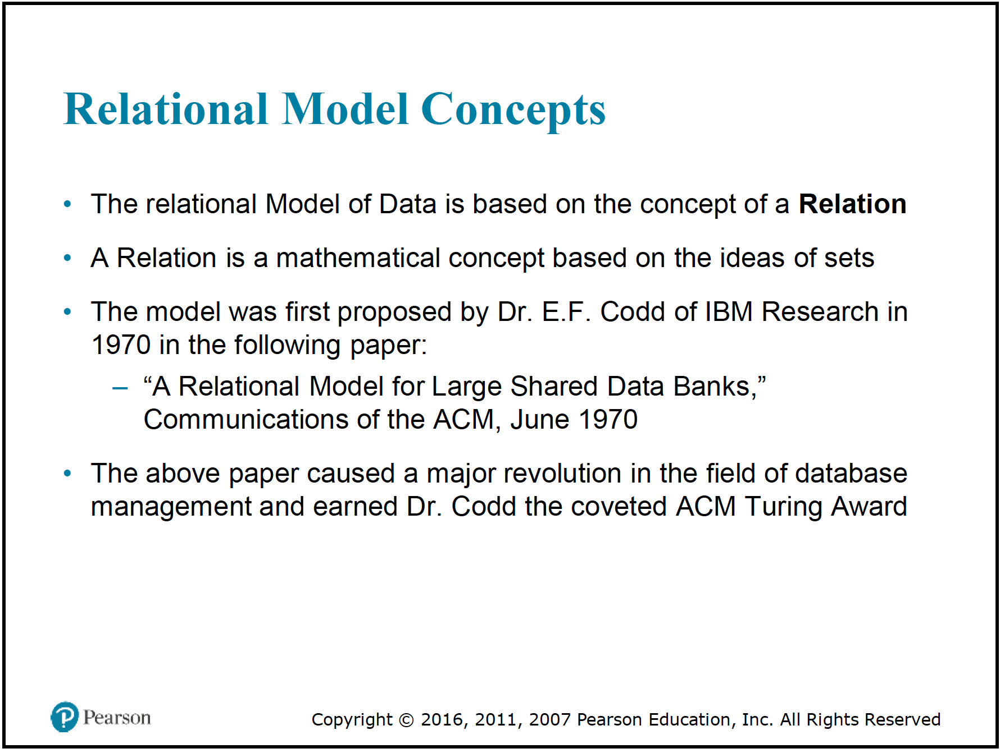 Relational Model Concepts
• The relational Model of Data is based on the concept of a Relation
• A Relation is a mathematical concept based on the ideas of sets
• The model was first proposed by Dr. E.F. Codd of IBM Research in
1970 in the following paper:
– “A Relational Model for Large Shared Data Banks,”
Communications of the ACM, June 1970
• The above paper caused a major revolution in the field of database
management and earned Dr. Codd the coveted ACM Turing Award
Pearson
Copyright © 2016, 2011, 2007 Pearson Education, Inc. All Rights Reserved